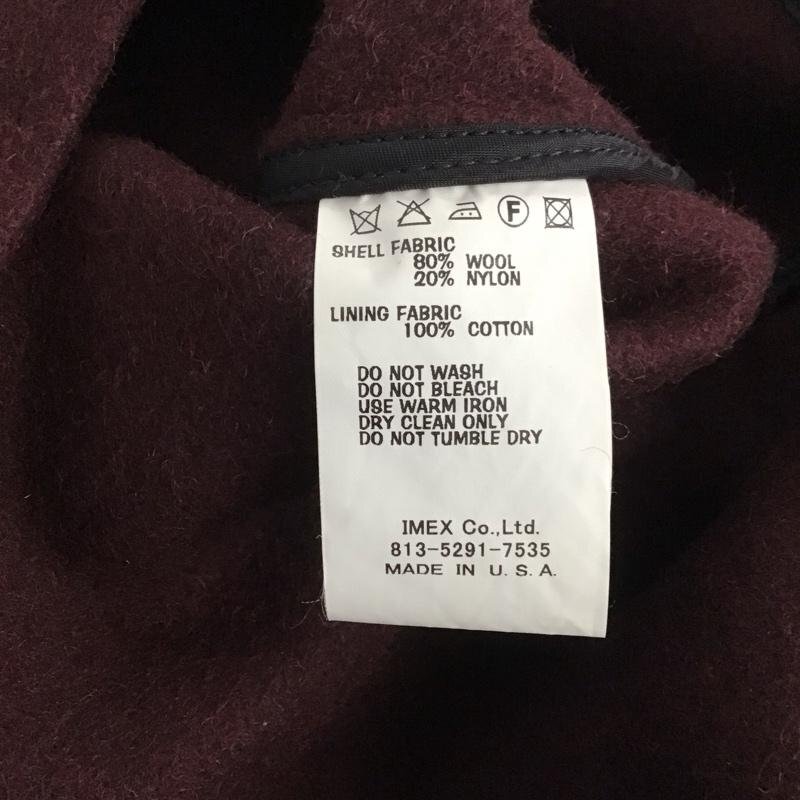 F
SHELL FABRIC
80% WOOL
20% NYLON
LINING FABRIC
100% COTTON
DO NOT WASH
DO NOT BLEACH
USE WARM IRON
DRY CLEAN ONLY
DO NOT TUMBLE DRY
IMEX Co.,Ltd.
813-5291-7535
MADE IN U.S.A.